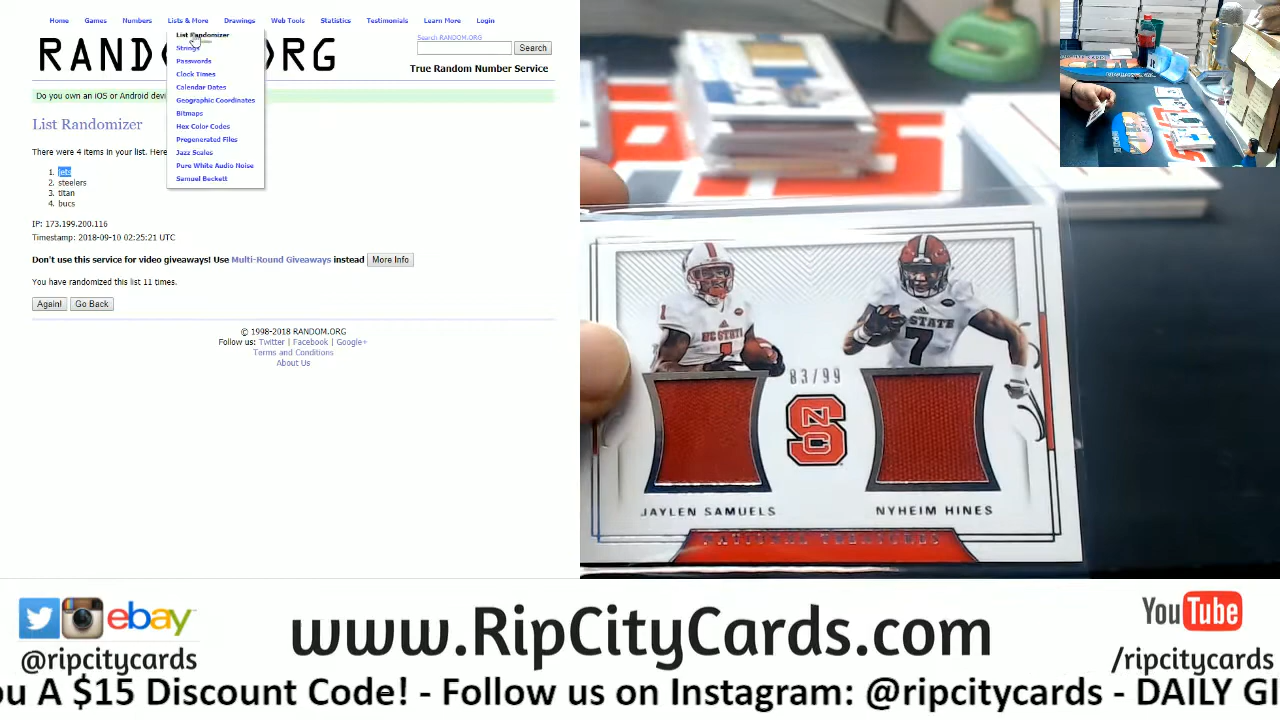 Home Games Numbers Lists & More Drawings Web Tools Statistics Testimonials Learn More Login
List Randomizer
Strings
Passwords
Clock Times
Calendar Dates
Geographic Coordinates
Bitmaps
Hex Color Codes
Pregenerated Files
Jazz Scales
Pure White Audio Noise
Samuel Beckett
Search RANDOM.ORG
Search
True Random Number Service
Do you own an iOS or Android devi
List Randomizer
There were 4 items in your list. Here
1. jets
2. steelers
3. titan
4. bucs
IP: 173.199.200.116
Timestamp: 2018-09-10 02:25:21 UTC
Don't use this service for video giveaways! Use Multi-Round Giveaways instead More Info
You have randomized this list 11 times.
Again! Go Back
© 1998-2018 RANDOM.ORG
Follow us: Twitter | Facebook | Google+
Terms and Conditions
About Us
NC STATE
1
STATE
7
83/99
NCS
JAYLEN SAMUELS
NYHEIM HINES
NATIONAL TREASURES
ebay
@ripcitycards
www.RipCityCards.com
YouTube
/ripcitycards
ou A $15 Discount Code! - Follow us on Instagram: @ripcitycards - DAILY GI